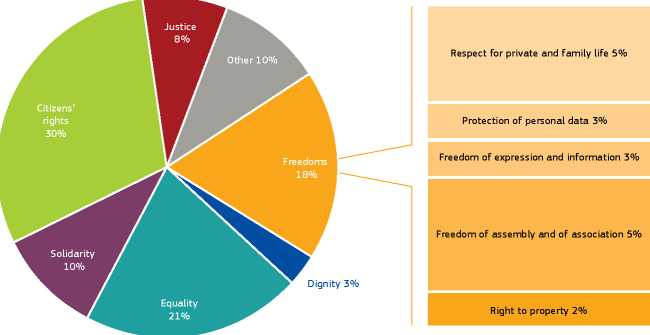 Justice
8%
Other 10%
Citizens'
rights
30%
Freedoms
18%
Solidarity
10%
Dignity 3%
Equality
21%
Respect for private and family life 5%
Protection of personal data 3%
Freedom of expression and information 3%
Freedom of assembly and of association 5%
Right to property 2%